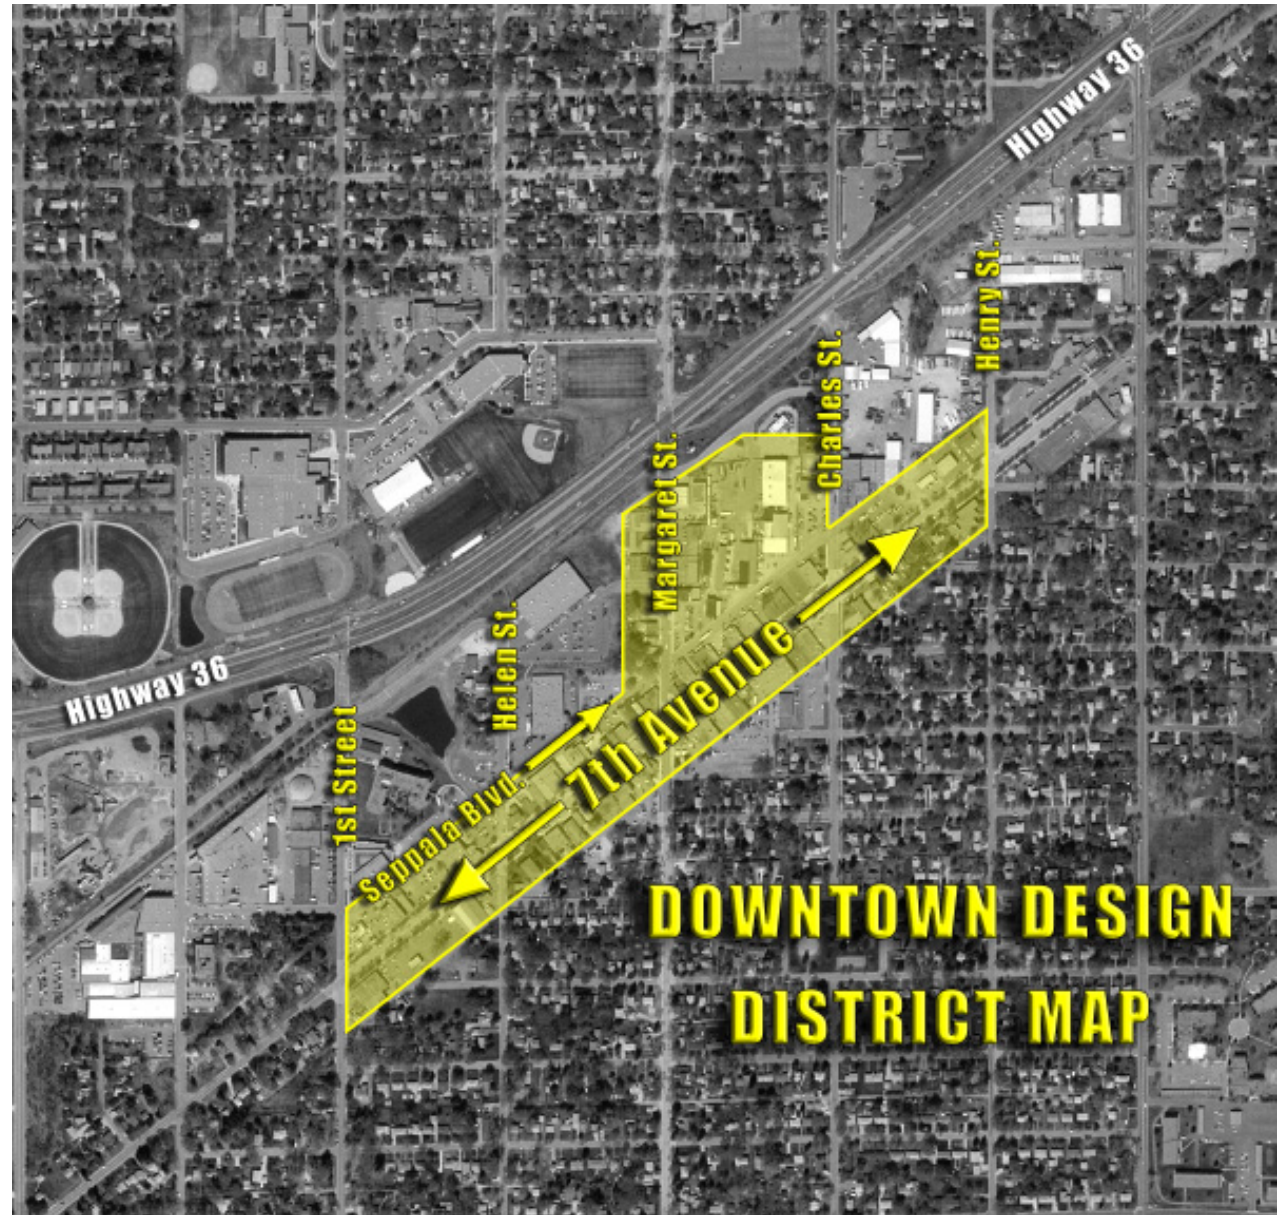 Highway 36
Henry St.
Charles St.
Margaret St.
Helen St.
Highway 36
1st Street
Seppala Blvd.
7th Avenue
DOWNTOWN DESIGN
DISTRICT MAP